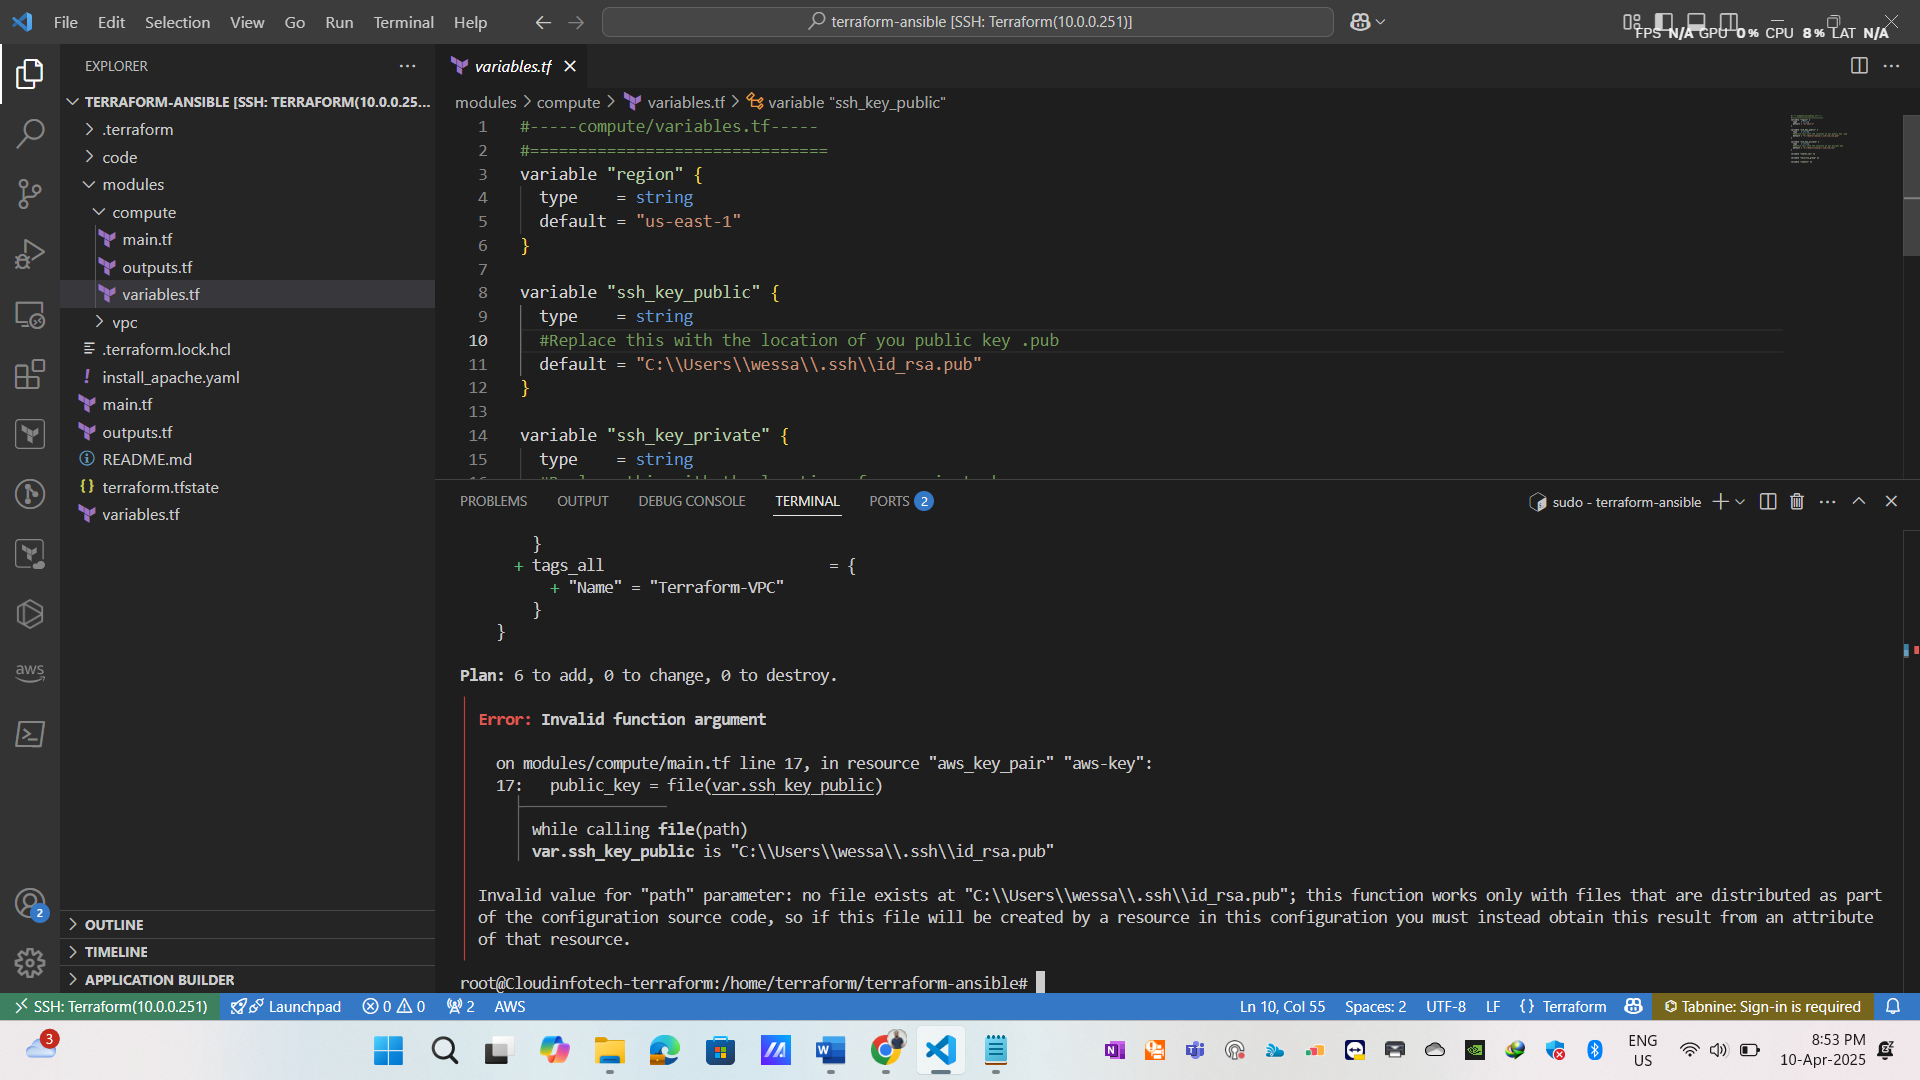 File Edit Selection View Go Run Terminal Help
terraform-ansible [SSH: Terraform(10.0.0.251)]
FPS N/A GPU 0% CPU 8% LAT N/A
EXPLORER
TERRAFORM-ANSIBLE [SSH: TERRAFORM(10.0.0.25...
.terraform
code
modules
compute
main.tf
outputs.tf
variables.tf
vpc
.terraform.lock.hcl
install_apache.yaml
main.tf
outputs.tf
README.md
terraform.tfstate
variables.tf
OUTLINE
TIMELINE
APPLICATION BUILDER
aws
2
variables.tf
modules > compute > variables.tf > variable "ssh_key_public"
1 #-----compute/variables.tf-----
2 #===============================
3 variable "region" {
4 type    = string
5 default = "us-east-1"
6 }
7
8 variable "ssh_key_public" {
9 type    = string
10 #Replace this with the location of you public key .pub
11 default = "C:\\Users\\wessa\\.ssh\\id_rsa.pub"
12 }
13
14 variable "ssh_key_private" {
15 type    = string
PROBLEMS OUTPUT DEBUG CONSOLE TERMINAL PORTS 2
sudo - terraform-ansible
}
+ tags_all = {
+ "Name" = "Terraform-VPC"
}
}
Plan: 6 to add, 0 to change, 0 to destroy.
Error: Invalid function argument
on modules/compute/main.tf line 17, in resource "aws_key_pair" "aws-key":
17:   public_key = file(var.ssh_key_public)
while calling file(path)
var.ssh_key_public is "C:\\Users\\wessa\\.ssh\\id_rsa.pub"
Invalid value for "path" parameter: no file exists at "C:\\Users\\wessa\\.ssh\\id_rsa.pub"; this function works only with files that are distributed as part
of the configuration source code, so if this file will be created by a resource in this configuration you must instead obtain this result from an attribute
of that resource.
root@Cloudinfotech-terraform:/home/terraform/terraform-ansible#
SSH: Terraform(10.0.0.251) Launchpad 0 0 2 AWS
Ln 10, Col 55 Spaces: 2 UTF-8 LF {} Terraform Tabnine: Sign-in is required
3
ENG
US
8:53 PM
10-Apr-2025